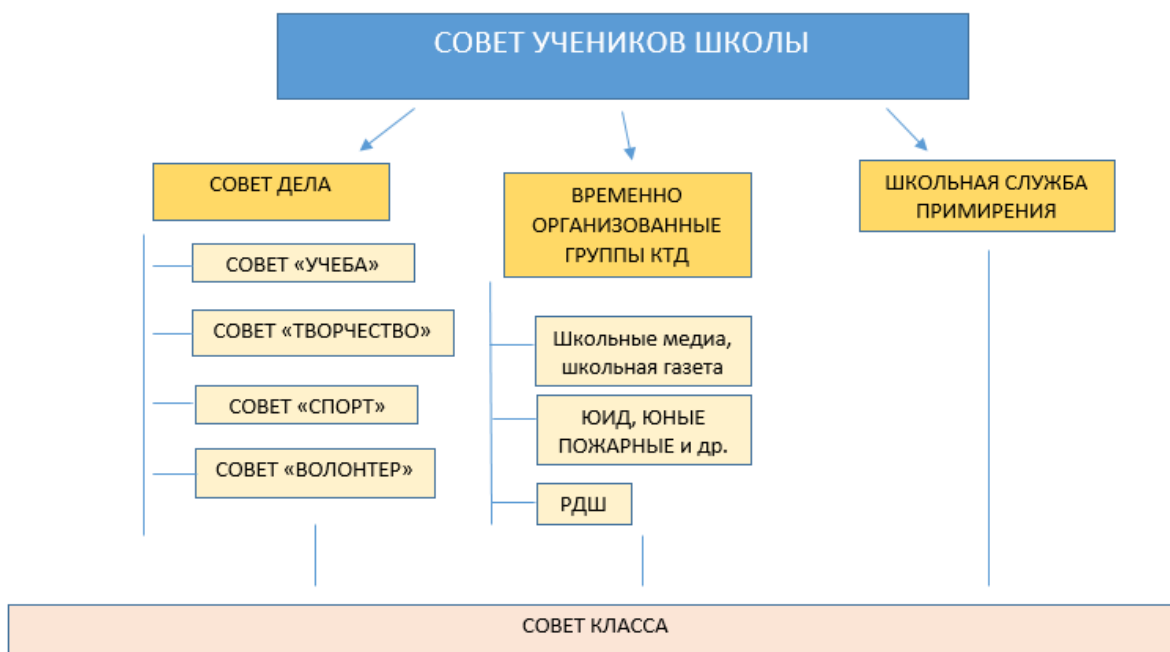 СОВЕТ УЧЕНИКОВ ШКОЛЫ
СОВЕТ ДЕЛА
СОВЕТ «УЧЕБА»
СОВЕТ «ТВОРЧЕСТВО»
СОВЕТ «СПОРТ»
СОВЕТ «ВОЛОНТЕР»
ВРЕМЕННО
ОРГАНИЗОВАННЫЕ
ГРУППЫ КТД
Школьные медиа,
школьная газета
ЮИД, ЮНЫЕ
ПОЖАРНЫЕ и др.
РДШ
ШКОЛЬНАЯ СЛУЖБА
ПРИМИРЕНИЯ
СОВЕТ КЛАССА